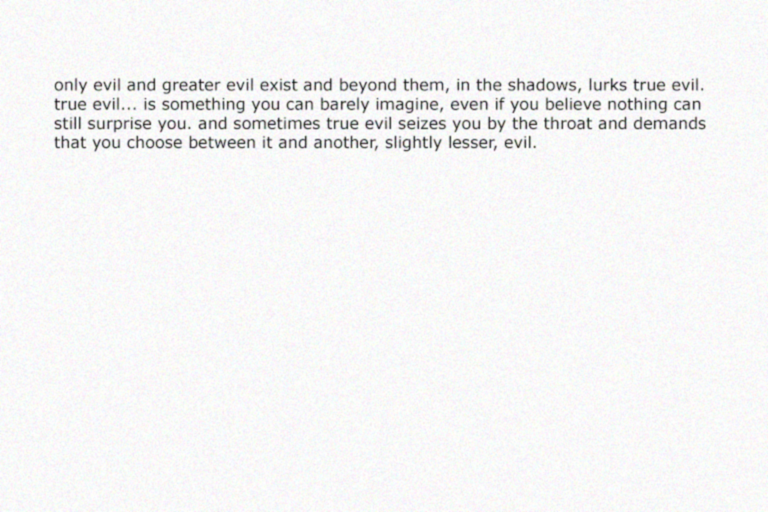 only evil and greater evil exist and beyond them, in the shadows, lurks true evil.
true evil... is something you can barely imagine, even if you believe nothing can
still surprise you. and sometimes true evil seizes you by the throat and demands
that you choose between it and another, slightly lesser, evil.